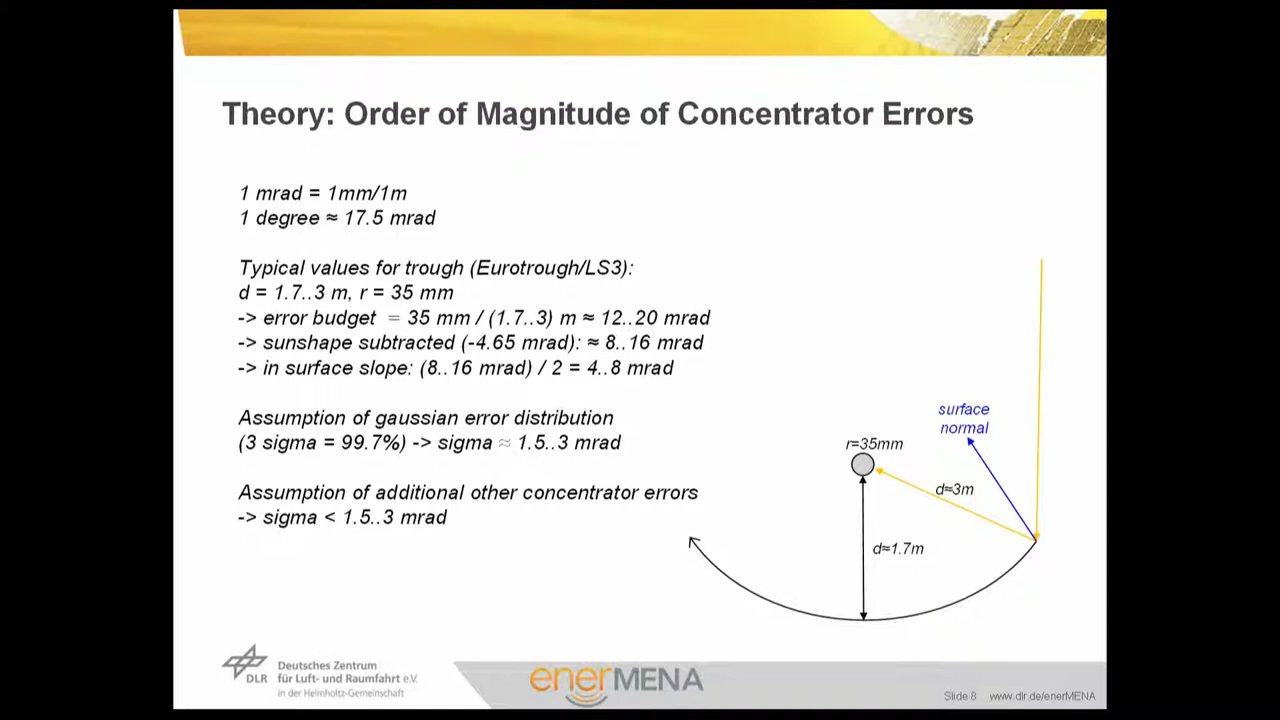 Theory: Order of Magnitude of Concentrator Errors
1 mrad = 1mm/1m
1 degree ≈ 17.5 mrad
Typical values for trough (Eurotrough/LS3):
d = 1.7..3 m, r = 35 mm
-> error budget = 35 mm / (1.7..3) m ≈ 12..20 mrad
-> sunshape subtracted (-4.65 mrad): ≈ 8..16 mrad
-> in surface slope: (8..16 mrad) / 2 = 4..8 mrad
Assumption of gaussian error distribution
(3 sigma = 99.7%) -> sigma ≈ 1.5..3 mrad
Assumption of additional other concentrator errors
-> sigma < 1.5..3 mrad
surface
normal
r=35mm
d≈3m
d≈1.7m
DLR
Deutsches Zentrum
für Luft- und Raumfahrt e.V.
in der Helmholtz-Gemeinschaft
enerMENA
Slide 8 www.dlr.de/enerMENA